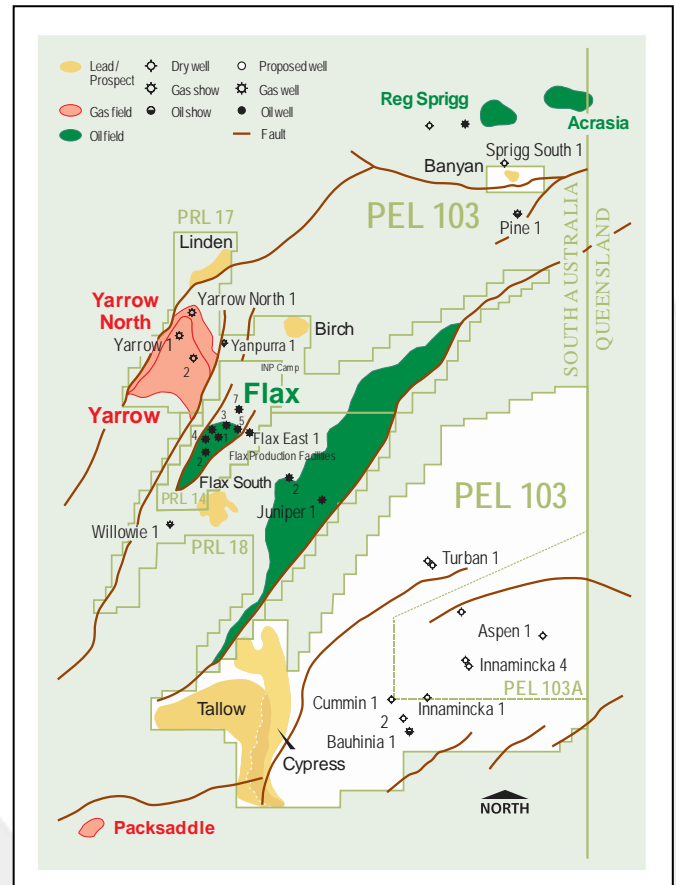 Lead /
Prospect
Dry well
Proposed well
Gas show
Gas well
Gas field
Oil show
Oil well
Oil field
Fault
Reg Sprigg
Acrasia
Sprigg South 1
Banyan
PEL 103
Pine 1
SOUTH AUSTRALIA
QUEENSLAND
PRL 17
Linden
Yarrow
North
Yarrow North 1
Yarrow 1
Yanpurra 1
Birch
2
INP Camp
Yarrow
Flax
7
3
5
4
1
Flax East 1
2
Flax Production Facilities
Flax South
2
PRL 14
Juniper 1
PEL 103
Willowie 1
PRL 18
Turban 1
Aspen 1
Innamincka 4
PEL 103A
Tallow
Cummin 1
Innamincka 1
2
Bauhinia 1
Cypress
NORTH
Packsaddle